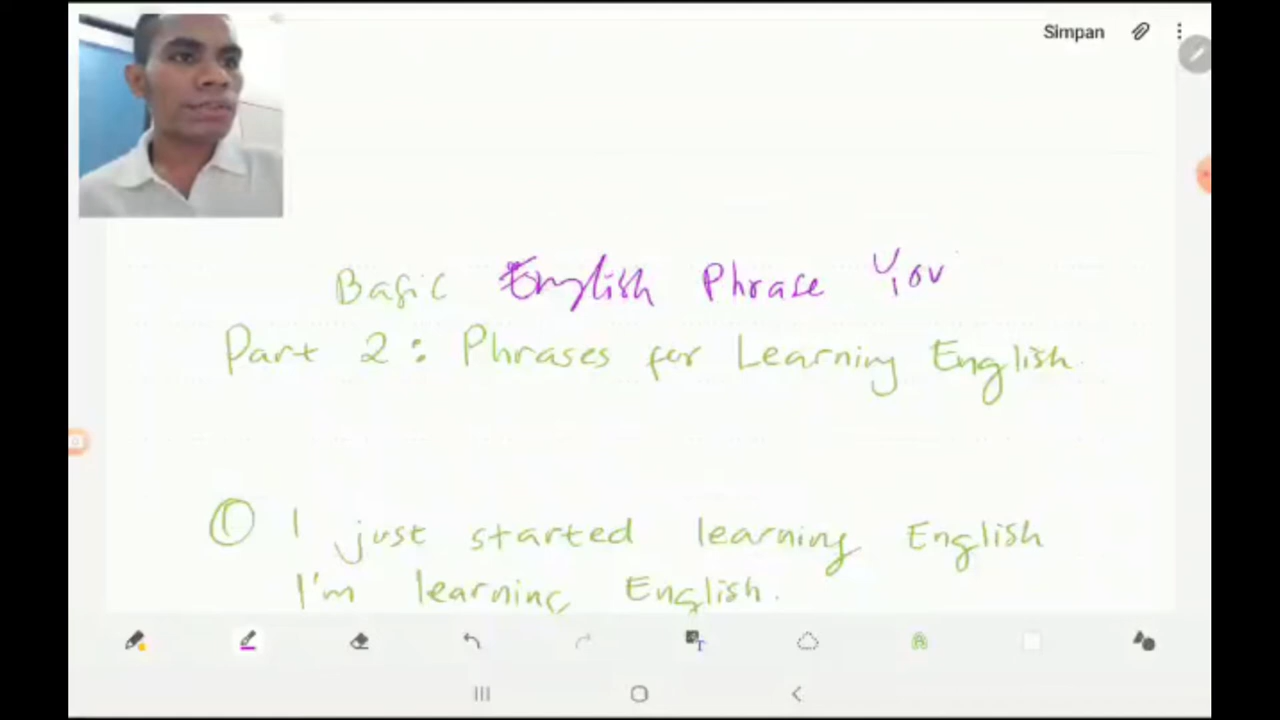 Simpan
Basic English Phrase You
Part 2: Phrases for Learning English.
① I just started learning English
I'm learning English.